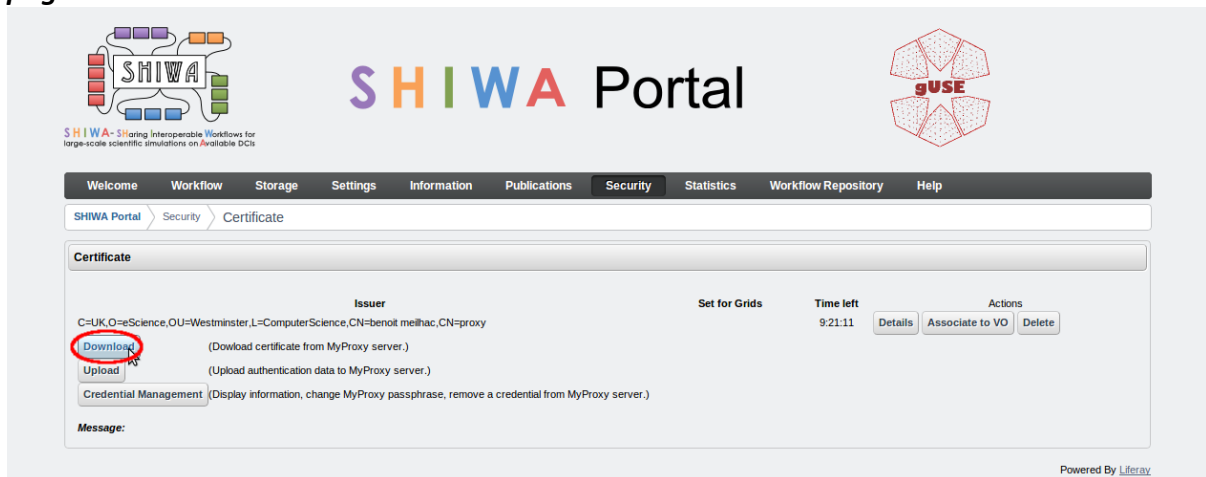 SHIWA
SHIWA- SHaring Interoperable Workflows for
large-scale scientific simulations on Available DCIs
SHIWA Portal
gUSE
Welcome Workflow Storage Settings Information Publications Security Statistics Workflow Repository Help
SHIWA Portal Security Certificate
Certificate
Issuer Set for Grids Time left Actions
C=UK,O=eScience,OU=Westminster,L=ComputerScience,CN=benoit meilhac,CN=proxy 9:21:11 Details Associate to VO Delete
Download (Dowload certificate from MyProxy server.)
Upload (Upload authentication data to MyProxy server.)
Credential Management (Display information, change MyProxy passphrase, remove a credential from MyProxy server.)
Message:
Powered By Liferay